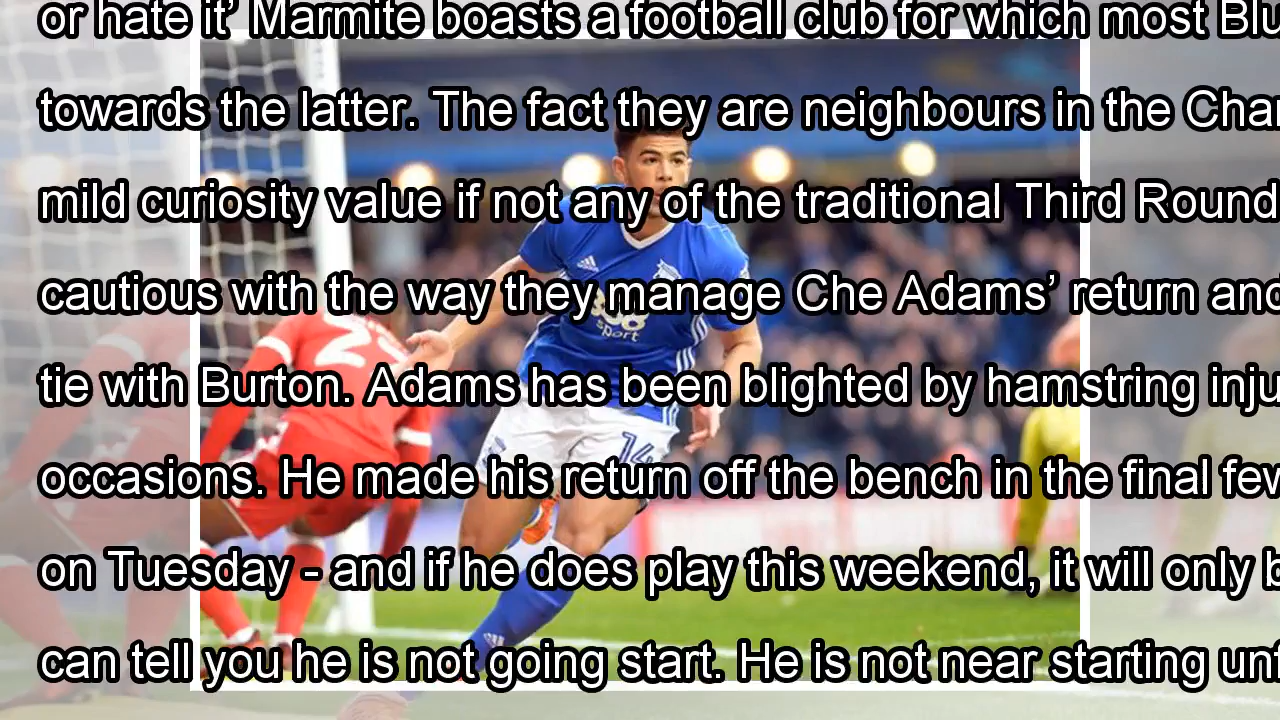 or hate it’ Marmite boasts a football club for which most
towards the latter. The fact they are neighbours in the
mild curiosity value if not any of the traditional Third Round
cautious with the way they manage Che Adams’ return and
tie with Burton. Adams has been blighted by hamstring
occasions. He made his return off the bench in the final few
on Tuesday - and if he does play this weekend, it will only
can tell you he is not going start. He is not near starting
sport
14